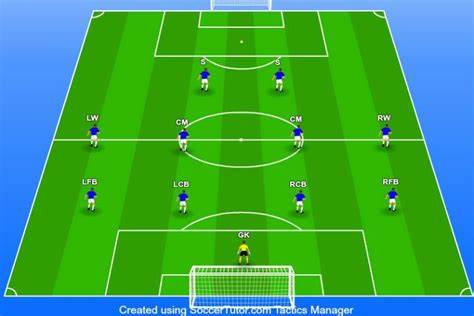 S S
LW CM CM RW
LFB LCB RCB RFB
GK
Created using SoccerTutor.com Tactics Manager